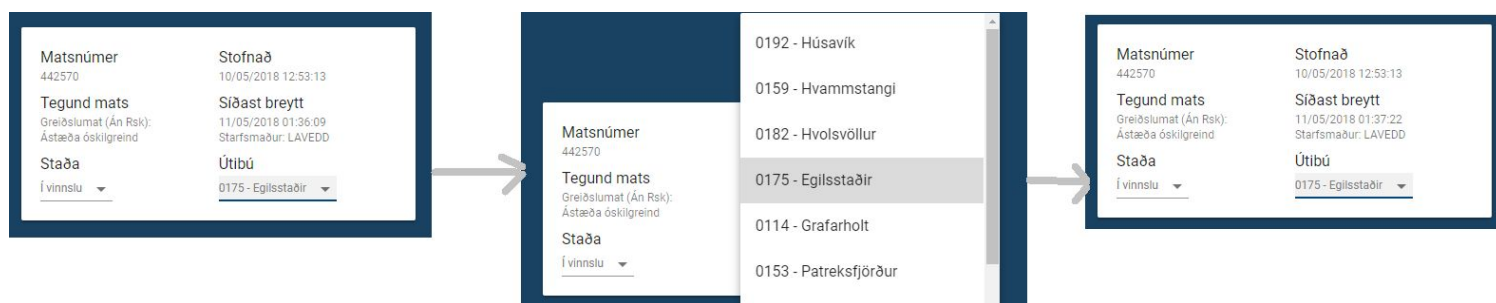 Matsnúmer
442570
Stofnað
10/05/2018 12:53:13
Tegund mats
Greiðslumat (Án Rsk):
Ástæða óskilgreind
Síðast breytt
11/05/2018 01:36:09
Starfsmaður: LAVEDD
Staða
Í vinnslu
Útibú
0175 - Egilsstaðir
Matsnúmer
442570
Tegund mats
Greiðslumat (Án Rsk):
Ástæða óskilgreind
Staða
Í vinnslu
0192 - Húsavík
0159 - Hvammstangi
0182 - Hvolsvöllur
0175 - Egilsstaðir
0114 - Grafarholt
0153 - Patreksfjörður
Matsnúmer
442570
Stofnað
10/05/2018 12:53:13
Tegund mats
Greiðslumat (Án Rsk):
Ástæða óskilgreind
Síðast breytt
11/05/2018 01:37:22
Starfsmaður: LAVEDD
Staða
Í vinnslu
Útibú
0175 - Egilsstaðir